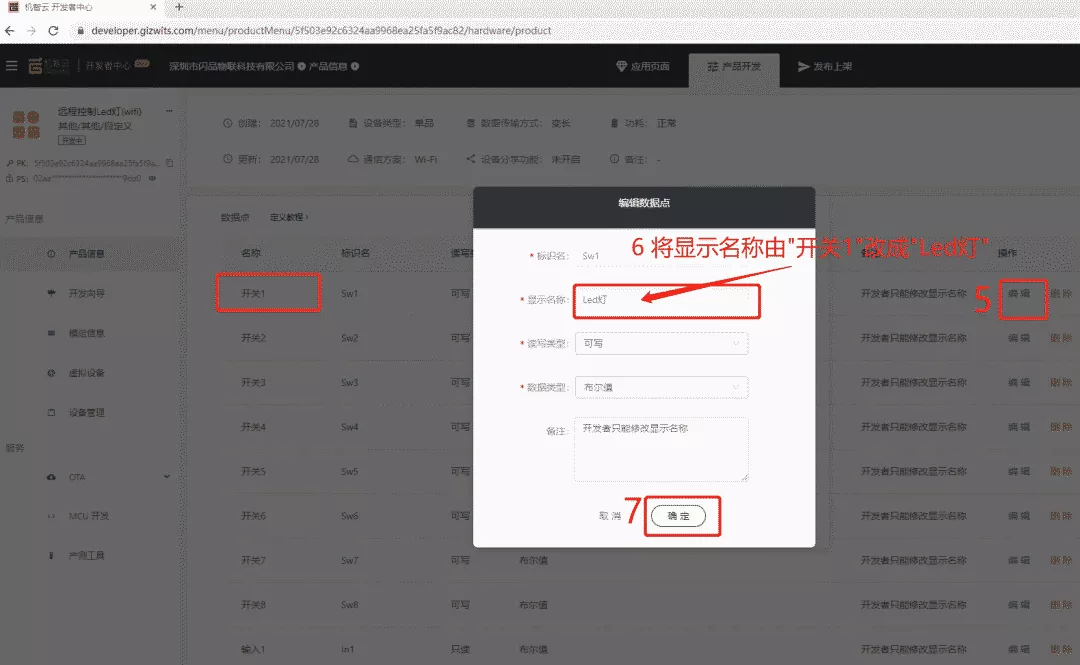 机智云 开发者中心
developer.gizwits.com/menu/productMenu/5f503e92c6324aa9968ea25fa5f9ac82/hardware/product
机智云 开发者中心 深圳市闪品物联科技有限公司 产品信息 应用页面 产品开发 发布上架
远程控制Led灯(wifi)
其他/其他/自定义
开发中
PK: 5f503e92c6324aa9968ea25fa5f9a...
PS:
创建: 2021/07/28 设备类型: 单品 数据传输方式: 变长 功耗: 正常
更新: 2021/07/28 通信方案: Wi-Fi 设备分享功能: 未开启 备注: -
产品信息
产品信息
开发向导
模组信息
虚拟设备
设备管理
服务
OTA
MCU 开发
产测工具
数据点 定义教程
名称 标识名 操作
开关1 Sw1 可写 开发者只能修改显示名称 编辑 删除
开关2 Sw2 可写 开发者只能修改显示名称 编辑 删除
开关3 Sw3 可写 开发者只能修改显示名称 编辑 删除
开关4 Sw4 可写 开发者只能修改显示名称 编辑 删除
开关5 Sw5 可写 开发者只能修改显示名称 编辑 删除
开关6 Sw6 可写 开发者只能修改显示名称 编辑 删除
开关7 Sw7 可写 布尔值 开发者只能修改显示名称 编辑 删除
开关8 Sw8 可写 布尔值 开发者只能修改显示名称 编辑 删除
输入1 in1 只读 布尔值 开发者只能修改显示名称 编辑 删除
编辑数据点
* 标识名: Sw1
* 显示名称: Led灯
* 读写类型: 可写
* 数据类型: 布尔值
备注: 开发者只能修改显示名称
取消 确定
5
6 将显示名称由"开关1"改成"Led灯"
7